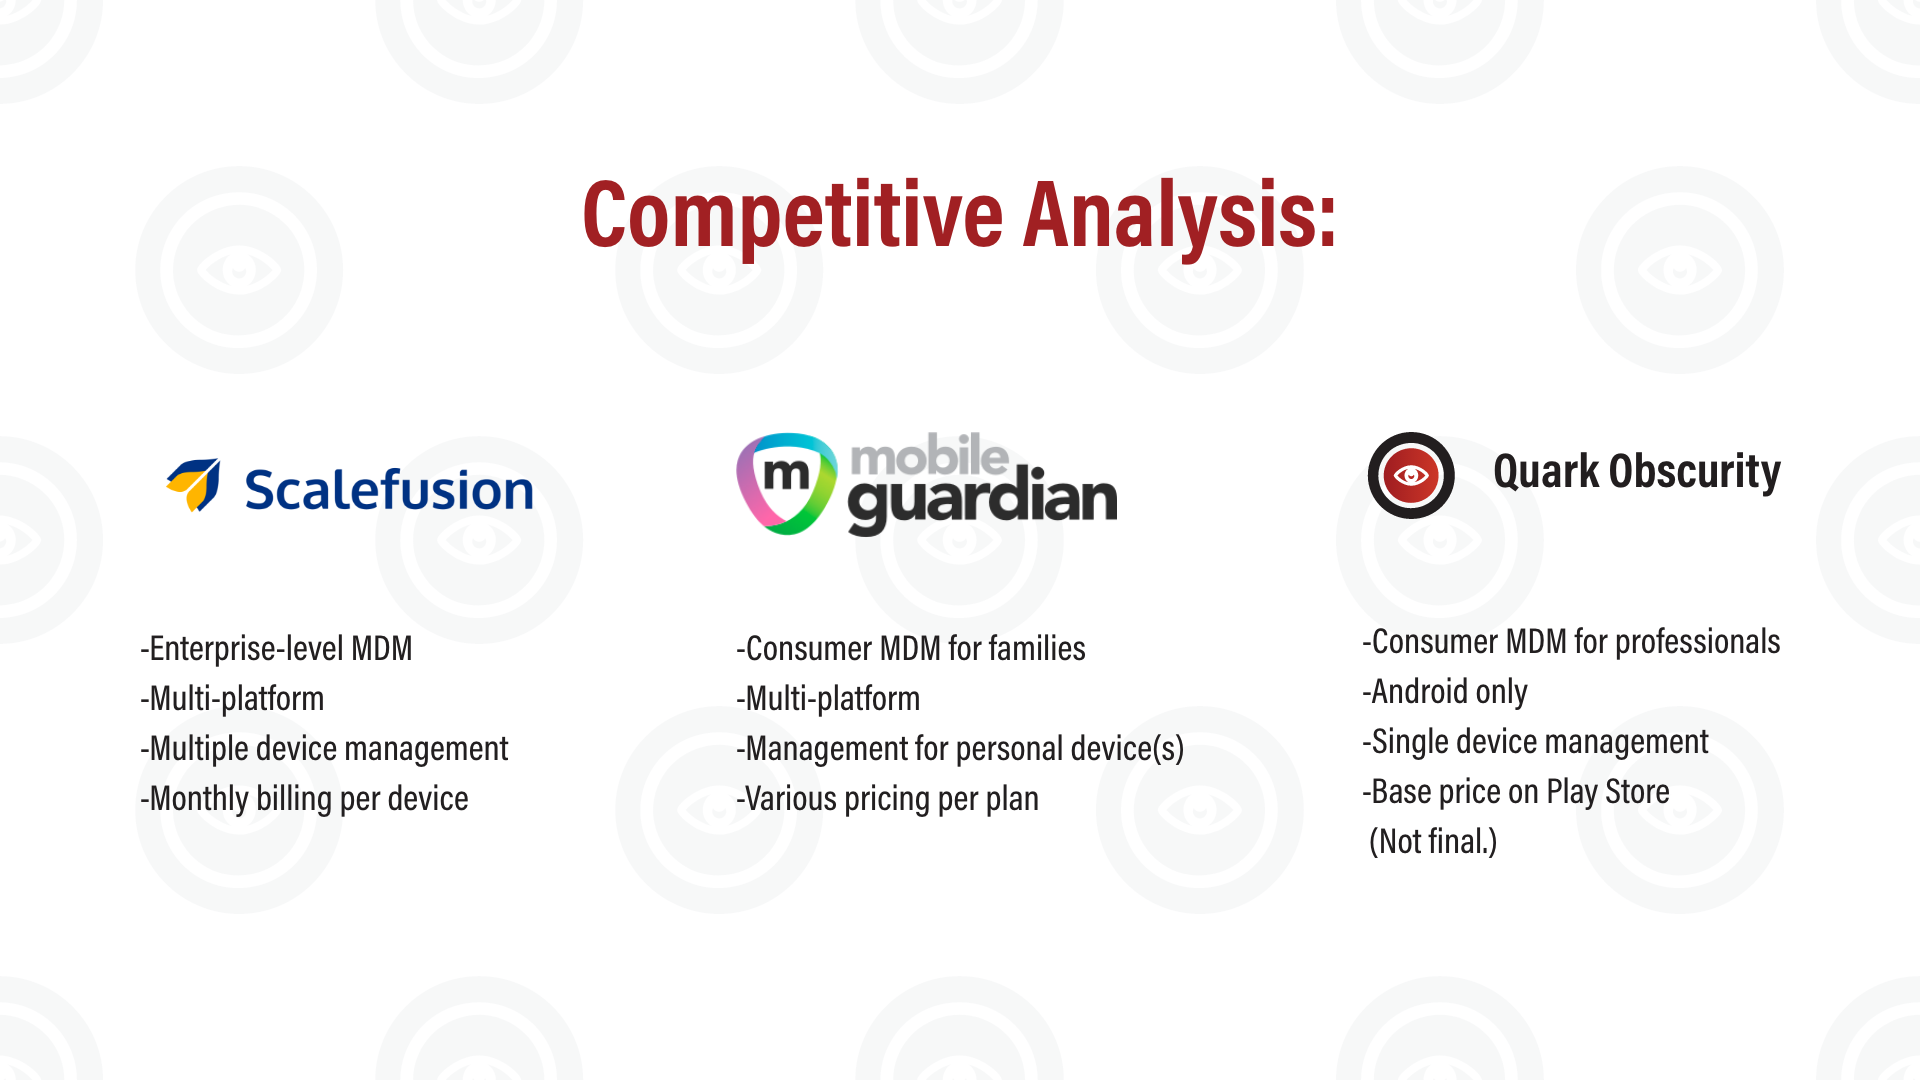 Competitive Analysis:
Scalefusion
m
mobile
guardian
Quark Obscurity
-Enterprise-level MDM
-Multi-platform
-Multiple device management
-Monthly billing per device
-Consumer MDM for families
-Multi-platform
-Management for personal device(s)
-Various pricing per plan
-Consumer MDM for professionals
-Android only
-Single device management
-Base price on Play Store
(Not final.)